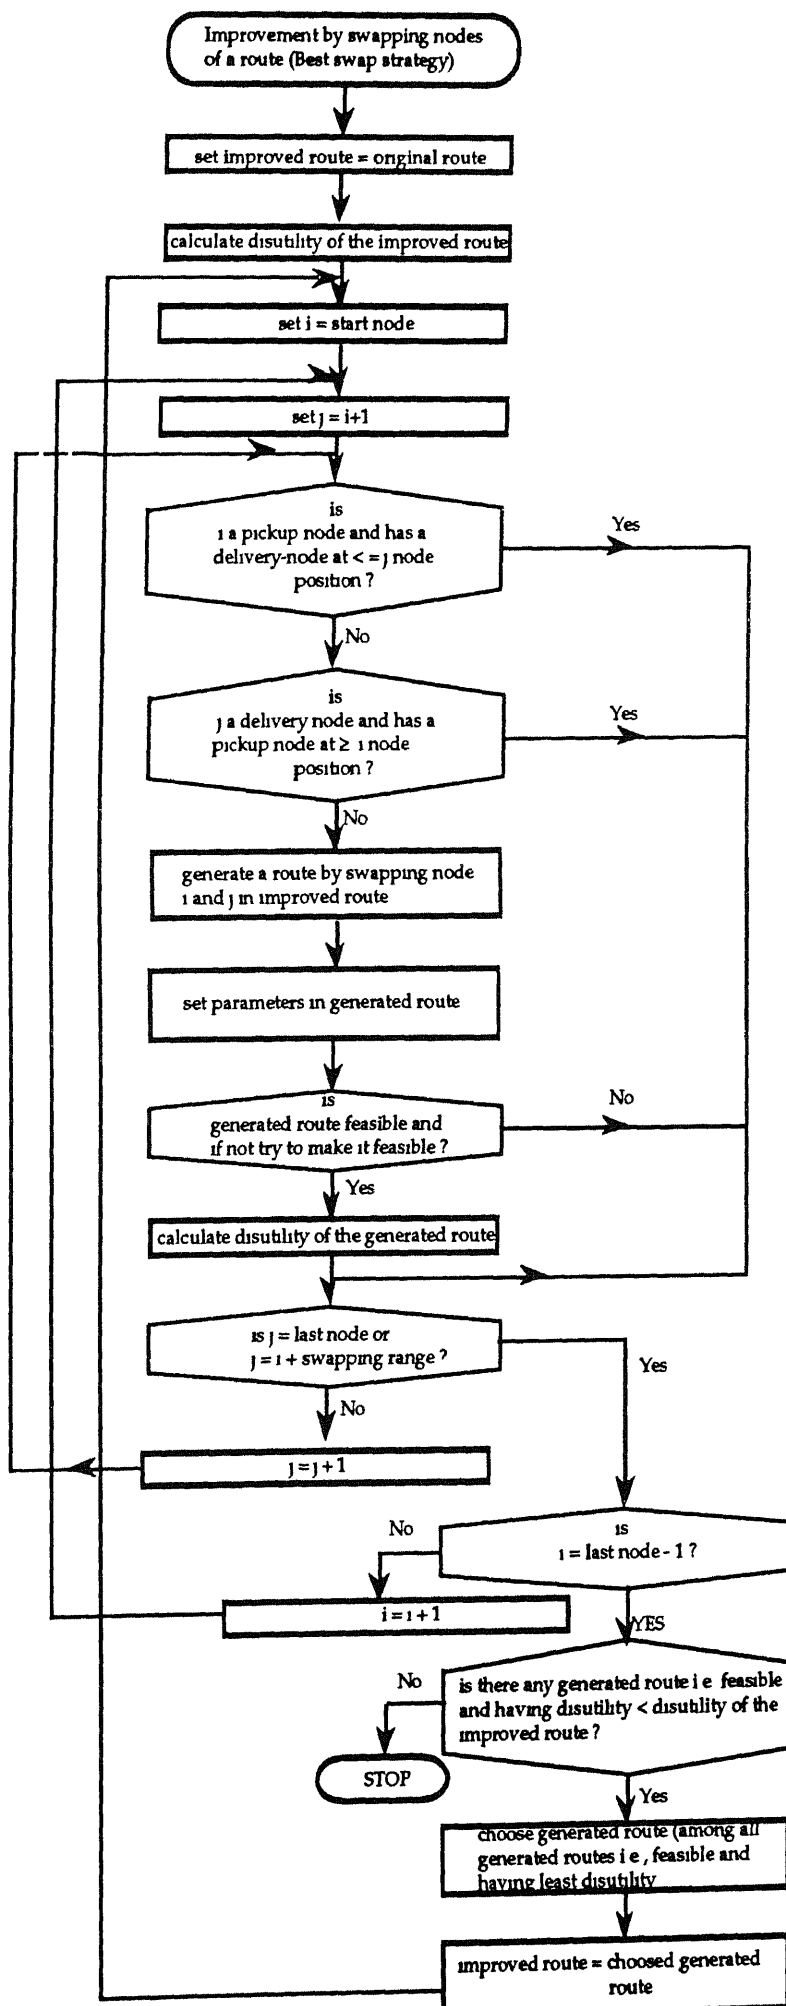 Improvement by swapping nodes
of a route (Best swap strategy)
set improved route = original route
calculate disutility of the improved route
set i = start node
set j = i+1
is
i a pickup node and has a
delivery-node at < = j node
position ?
Yes
No
is
j a delivery node and has a
pickup node at ≥ i node
position ?
Yes
No
generate a route by swapping node
i and j in improved route
set parameters in generated route
is
generated route feasible and
if not try to make it feasible ?
No
Yes
calculate disutility of the generated route
is j = last node or
j = i + swapping range ?
Yes
No
j = j + 1
is
i = last node - 1 ?
No
i = i + 1
YES
is there any generated route i e feasible
and having disutility < disutility of the
improved route ?
No
STOP
Yes
choose generated route (among all
generated routes i e , feasible and
having least disutility
improved route = choosed generated
route